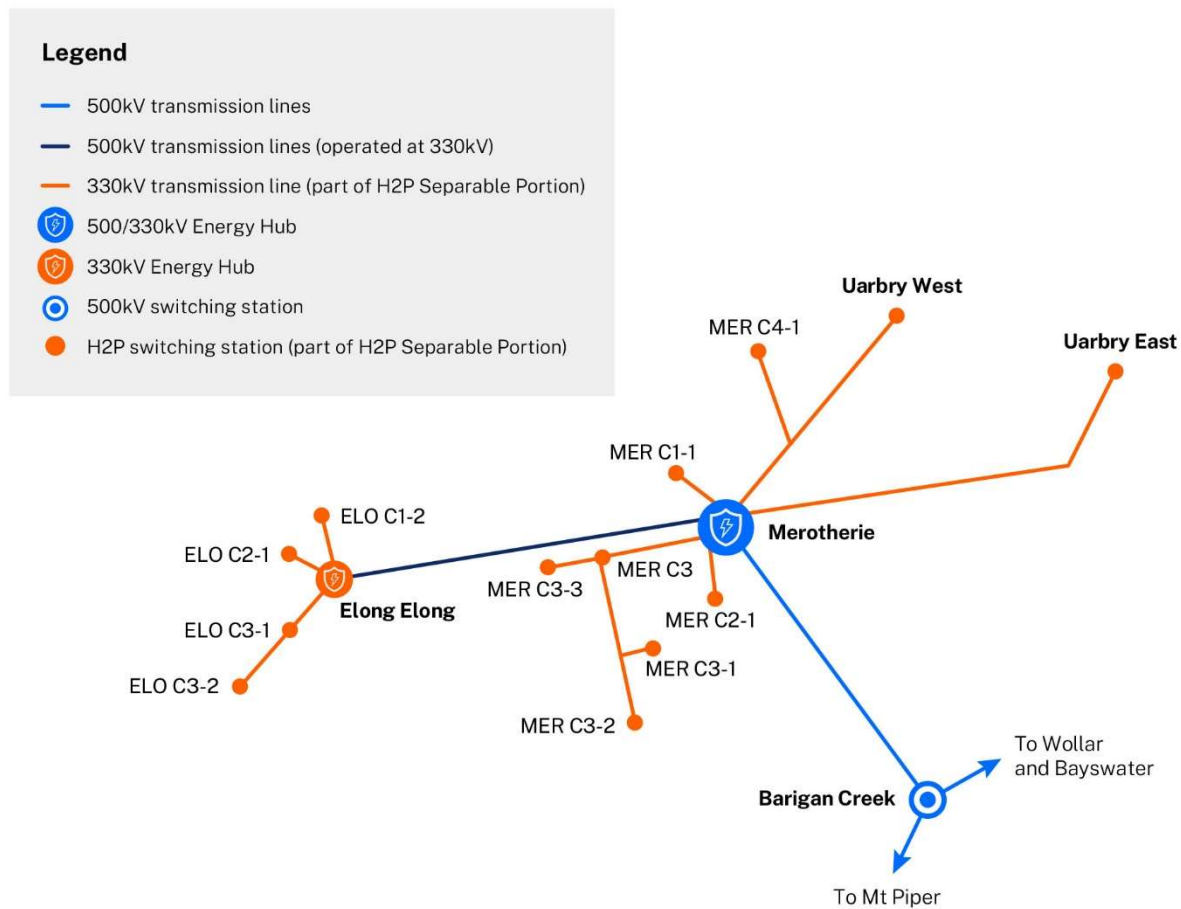 Legend
500kV transmission lines
500kV transmission lines (operated at 330kV)
330kV transmission line (part of H2P Separable Portion)
500/330kV Energy Hub
330kV Energy Hub
500kV switching station
H2P switching station (part of H2P Separable Portion)
Uarbry West
MER C4-1
Uarbry East
MER C1-1
ELO C1-2
Merotherie
ELO C2-1
MER C3
MER C3-3
Elong Elong
MER C2-1
ELO C3-1
MER C3-1
ELO C3-2
MER C3-2
To Wollar
and Bayswater
Barigan Creek
To Mt Piper